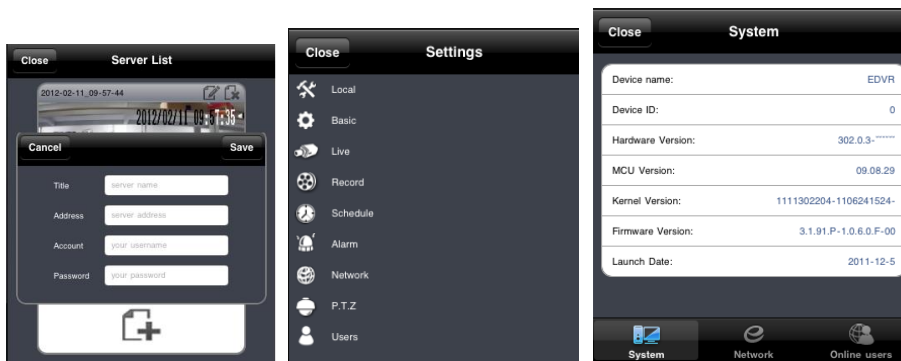 Close Server List
2012-02-11_09-57-44
2012/02/11 09:57:35
Cancel Save
Title server name
Address server address
Account your username
Password your password
Close Settings
Local
Basic
Live
Record
Schedule
Alarm
Network
P.T.Z
Users
Close System
Device name: EDVR
Device ID: 0
Hardware Version: 302.0.3-******
MCU Version: 09.08.29
Kernel Version: 1111302204-1106241524-
Firmware Version: 3.1.91.P-1.0.6.0.F-00
Launch Date: 2011-12-5
System Network Online users